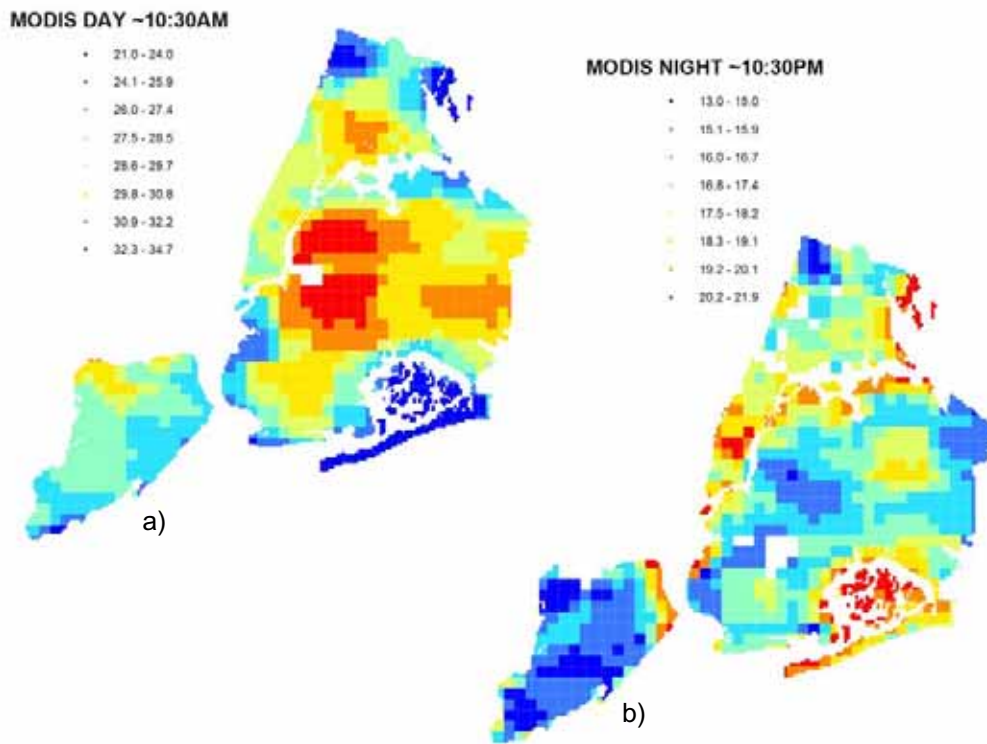 MODIS DAY ~10:30AM
21.0 - 24.0
24.1 - 25.9
26.0 - 27.4
27.5 - 28.5
28.6 - 29.7
29.8 - 30.8
30.9 - 32.2
32.3 - 34.7
a)
MODIS NIGHT ~10:30PM
13.0 - 15.0
15.1 - 15.9
16.0 - 16.7
16.8 - 17.4
17.5 - 18.2
18.3 - 19.1
19.2 - 20.1
20.2 - 21.9
b)